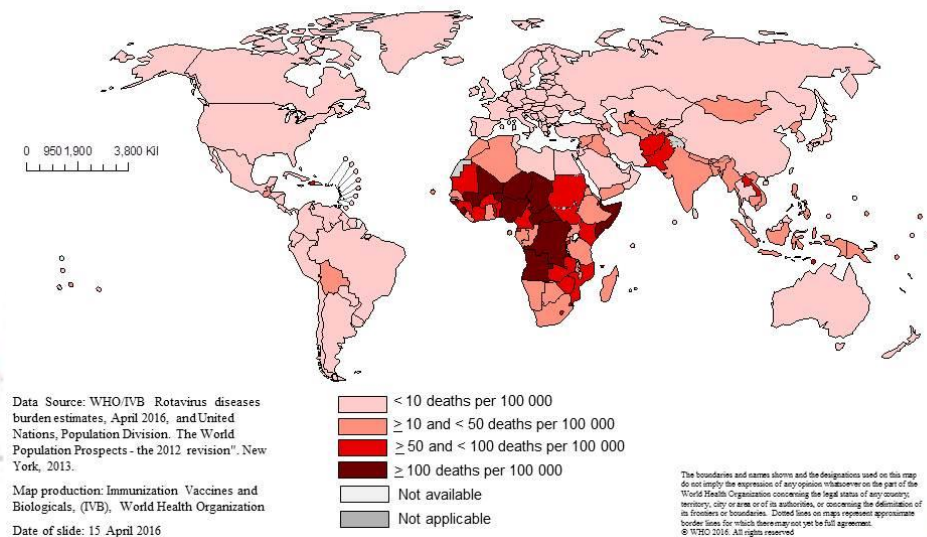 0 950 1,900 3,800 Kil
Data Source: WHO/IVB Rotavirus diseases
burden estimates, April 2016, and United
Nations, Population Division. The World
Population Prospects - the 2012 revision". New
York, 2013.
Map production: Immunization Vaccines and
Biologicals, (IVB), World Health Organization
Date of slide: 15 April 2016
< 10 deaths per 100 000
≥ 10 and < 50 deaths per 100 000
≥ 50 and < 100 deaths per 100 000
≥ 100 deaths per 100 000
Not available
Not applicable
The boundaries and names shown and the designations used on this map
do not imply the expression of any opinion whatsoever on the part of the
World Health Organization concerning the legal status of any country,
territory, city or area or of its authorities, or concerning the delimitation of
its frontiers or boundaries. Dotted lines on maps represent approximate
border lines for which there may not yet be full agreement.
© WHO 2016. All rights reserved